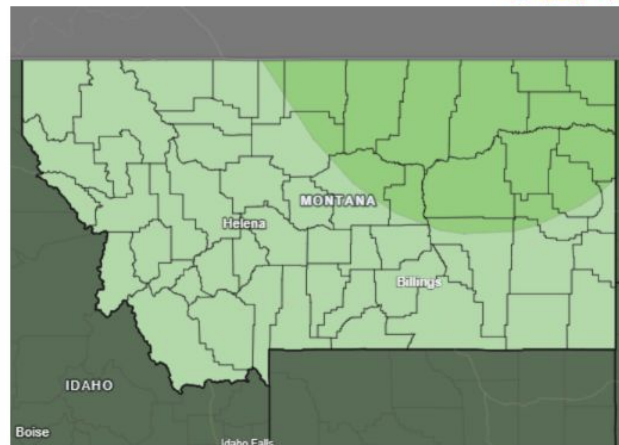 MONTANA
Helena
Billings
IDAHO
Boise
Idaho Falls